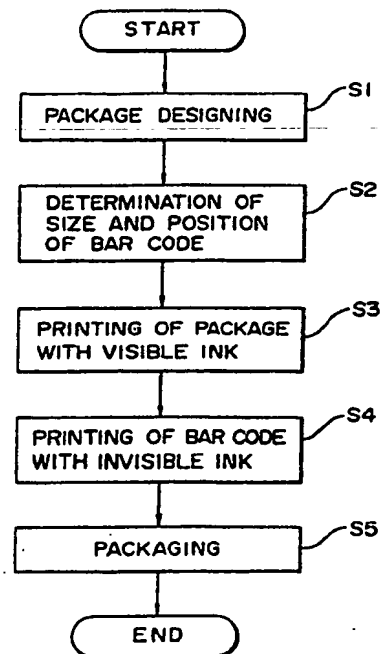 START
S1
PACKAGE DESIGNING
S2
DETERMINATION OF
SIZE AND POSITION
OF BAR CODE
S3
PRINTING OF PACKAGE
WITH VISIBLE INK
S4
PRINTING OF BAR CODE
WITH INVISIBLE INK
S5
PACKAGING
END